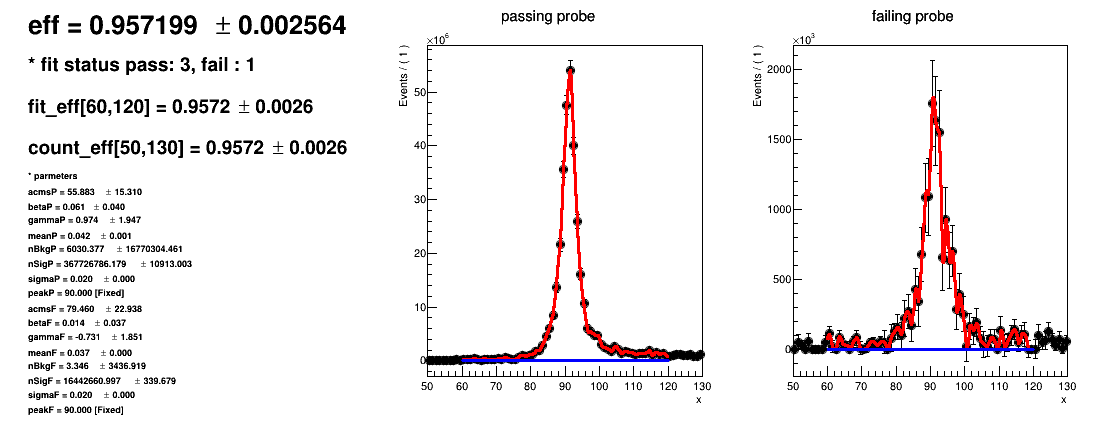 eff = 0.957199 ± 0.002564
* fit status pass: 3, fail : 1
fit_eff[60,120] = 0.9572 ± 0.0026
count_eff[50,130] = 0.9572 ± 0.0026
* parmeters
acmsP = 55.883 ± 15.310
betaP = 0.061 ± 0.040
gammaP = 0.974 ± 1.947
meanP = 0.042 ± 0.001
nBkgP = 6030.377 ± 16770304.461
nSigP = 367726786.179 ± 10913.003
sigmaP = 0.020 ± 0.000
peakP = 90.000 [Fixed]
acmsF = 79.460 ± 22.938
betaF = 0.014 ± 0.037
gammaF = -0.731 ± 1.851
meanF = 0.037 ± 0.000
nBkgF = 3.346 ± 3436.919
nSigF = 16442660.997 ± 339.679
sigmaF = 0.020 ± 0.000
peakF = 90.000 [Fixed]
passing probe
×10⁶
Events / ( 1 )
50
40
30
20
10
0
50 60 70 80 90 100 110 120 130
x
failing probe
×10³
Events / ( 1 )
2000
1500
1000
500
0
50 60 70 80 90 100 110 120 130
x